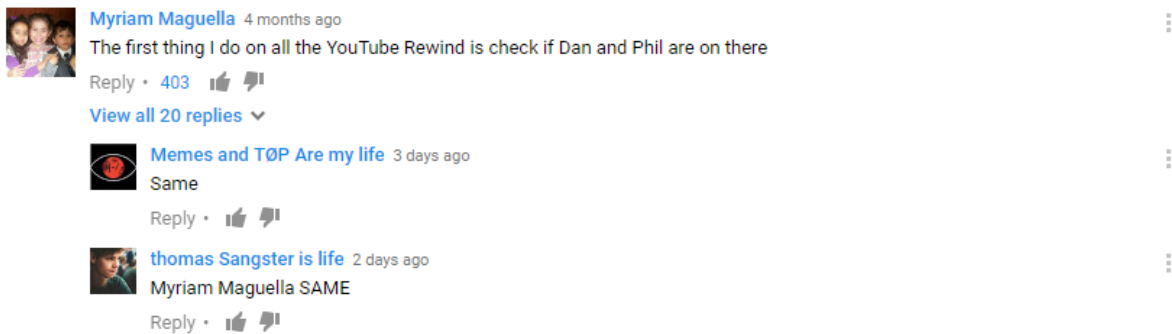 Myriam Maguella 4 months ago
The first thing I do on all the YouTube Rewind is check if Dan and Phil are on there
Reply • 403
View all 20 replies
Memes and TØP Are my life 3 days ago
Same
Reply •
thomas Sangster is life 2 days ago
Myriam Maguella SAME
Reply •